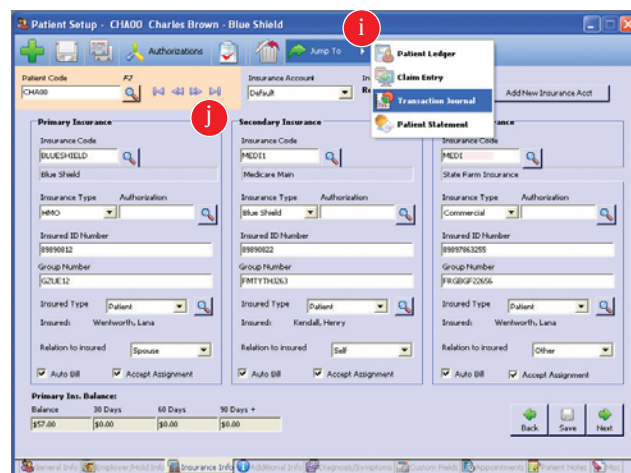 Patient Setup - CHA00 Charles Brown - Blue Shield
i
Authorizations
Jump To
Patient Ledger
Claim Entry
Transaction Journal
Patient Statement
Patient Code
F2
Insurance Account
CHA00
Default
Add New Insurance Acct
j
Primary Insurance
Secondary Insurance
Insurance Code
Insurance Code
BLUESHIELD
MEDI1
MEDI
Blue Shield
Medicare Main
State Farm Insurance
Insurance Type Authorization
Insurance Type Authorization
Insurance Type Authorization
HMO
Blue Shield
Commercial
Insured ID Number
Insured ID Number
Insured ID Number
89890812
89890822
89897863255
Group Number
Group Number
Group Number
GZUE12
FMTYTHJ263
FRGBGF22656
Insured Type Patient
Insured Type Patient
Insured Type Patient
Insured: Wentworth, Lana
Insured: Kendall, Henry
Insured: Wentworth, Lana
Relation to insured Spouse
Relation to insured Self
Relation to insured Other
Auto Bill Accept Assignment
Auto Bill Accept Assignment
Auto Bill Accept Assignment
Primary Ins. Balance:
Balance 30 Days 60 Days 90 Days +
$57.00 $0.00 $0.00 $0.00
Back Save Next
General Info Employer/Hold Info Insurance Info Additional Info Diagnosis/Symptoms Custom Fields Appointments Patient Notes